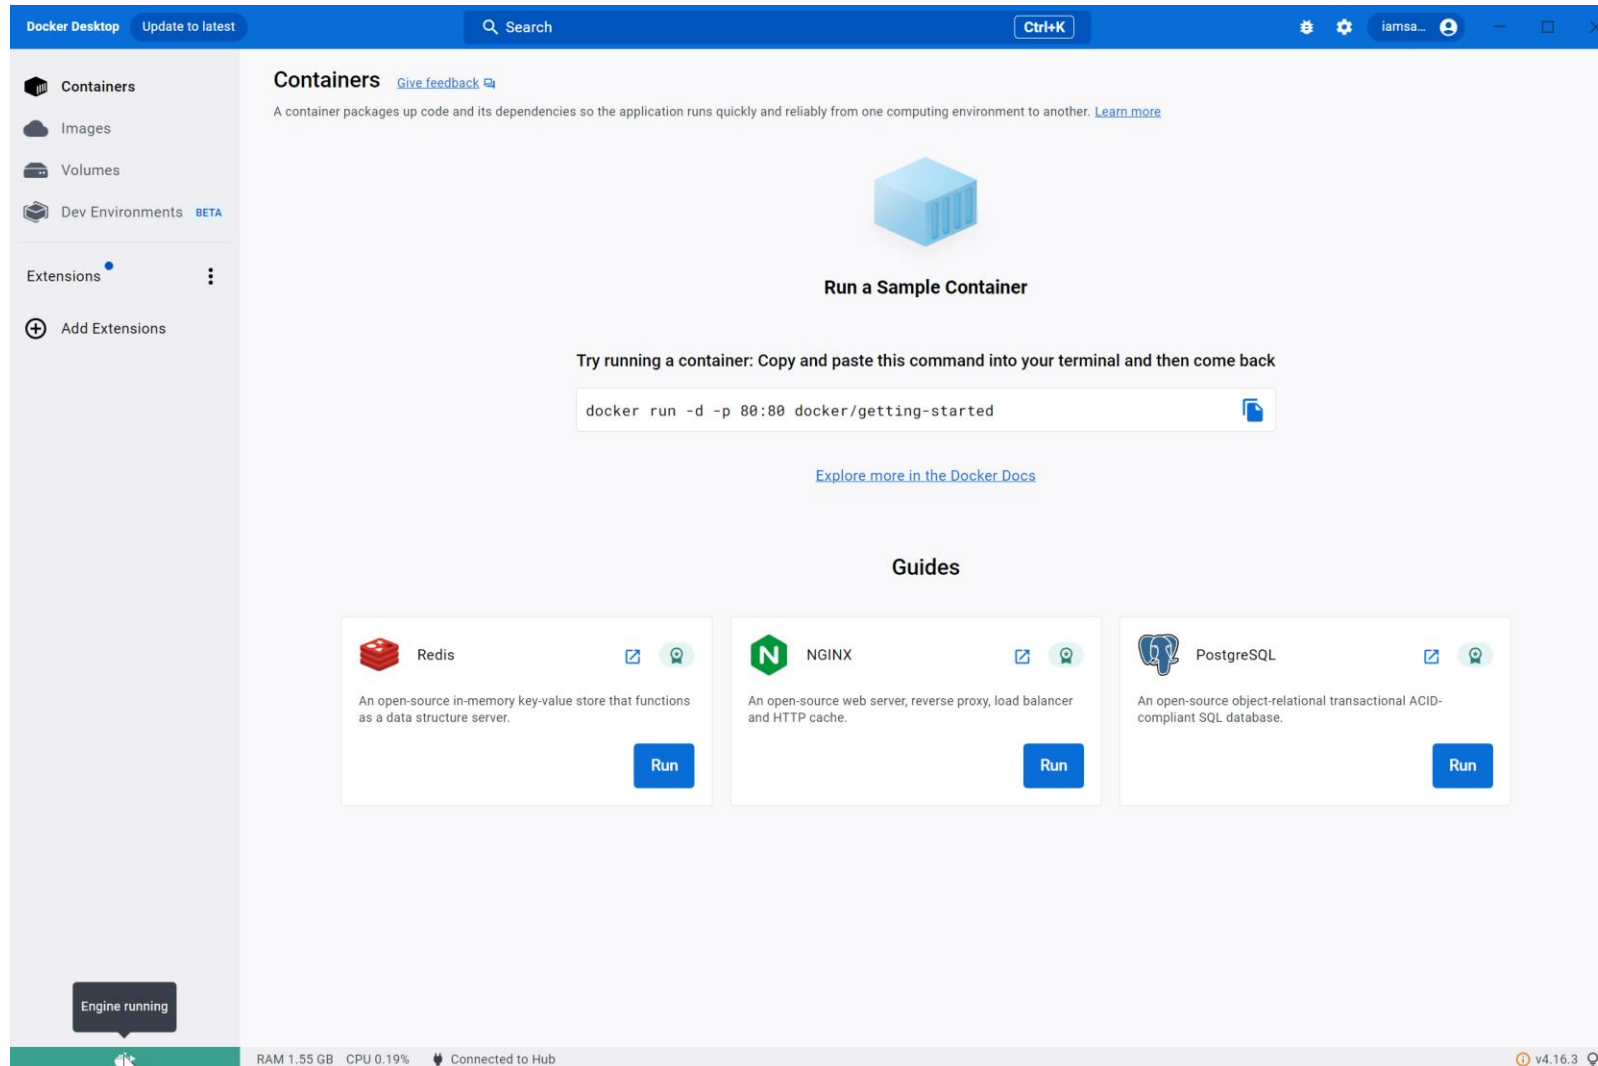 Docker Desktop Update to latest Search Ctrl+K iamsa...
Containers
Images
Volumes
Dev Environments BETA
Extensions
Add Extensions
Containers Give feedback
A container packages up code and its dependencies so the application runs quickly and reliably from one computing environment to another. Learn more
Run a Sample Container
Try running a container: Copy and paste this command into your terminal and then come back
docker run -d -p 80:80 docker/getting-started
Explore more in the Docker Docs
Guides
Redis
An open-source in-memory key-value store that functions
as a data structure server.
Run
NGINX
An open-source web server, reverse proxy, load balancer
and HTTP cache.
Run
PostgreSQL
An open-source object-relational transactional ACID-
compliant SQL database.
Run
Engine running
RAM 1.55 GB CPU 0.19% Connected to Hub v4.16.3